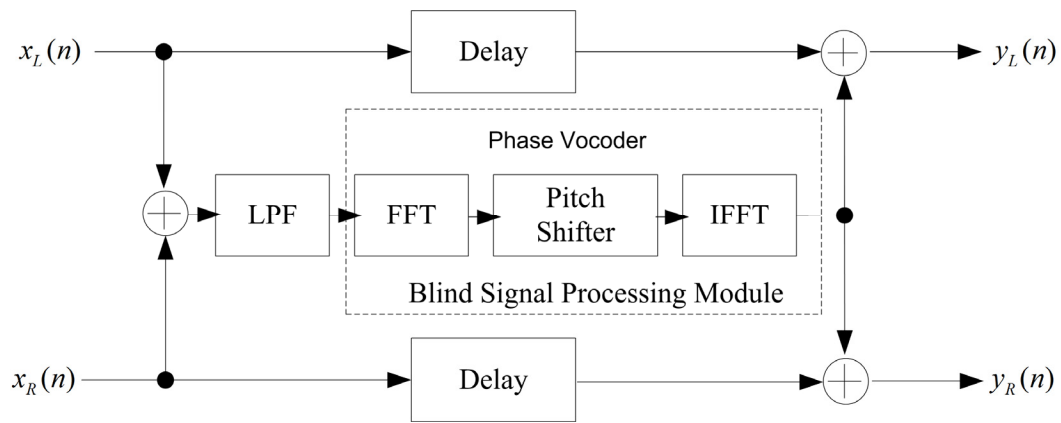 x_L(n)
Delay
y_L(n)
Phase Vocoder
LPF
FFT
Pitch
Shifter
IFFT
Blind Signal Processing Module
x_R(n)
Delay
y_R(n)